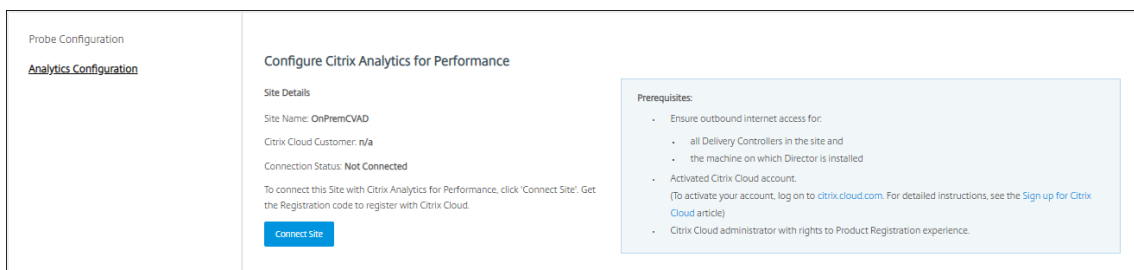 Probe Configuration
Analytics Configuration
Configure Citrix Analytics for Performance
Site Details
Site Name: OnPremCVAD
Citrix Cloud Customer: n/a
Connection Status: Not Connected
To connect this Site with Citrix Analytics for Performance, click 'Connect Site'. Get
the Registration code to register with Citrix Cloud.
Connect Site
Prerequisites:
• Ensure outbound internet access for:
• all Delivery Controllers in the site and
• the machine on which Director is installed
• Activated Citrix Cloud account.
(To activate your account, log on to citrix.cloud.com. For detailed instructions, see the Sign up for Citrix
Cloud article)
• Citrix Cloud administrator with rights to Product Registration experience.